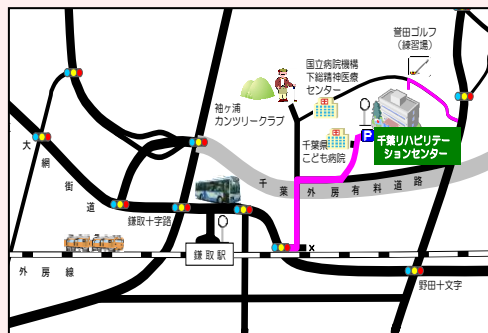 誉田ゴルフ
（練習場）
国立病院機構
下総精神医療
センター
袖ヶ浦
カンツリークラブ
千葉県
こども病院
P
千葉リハビリテー
ションセンター
大網街道
千葉外房有料道路
鎌取十字路
鎌取駅
x
外房線
野田十文字